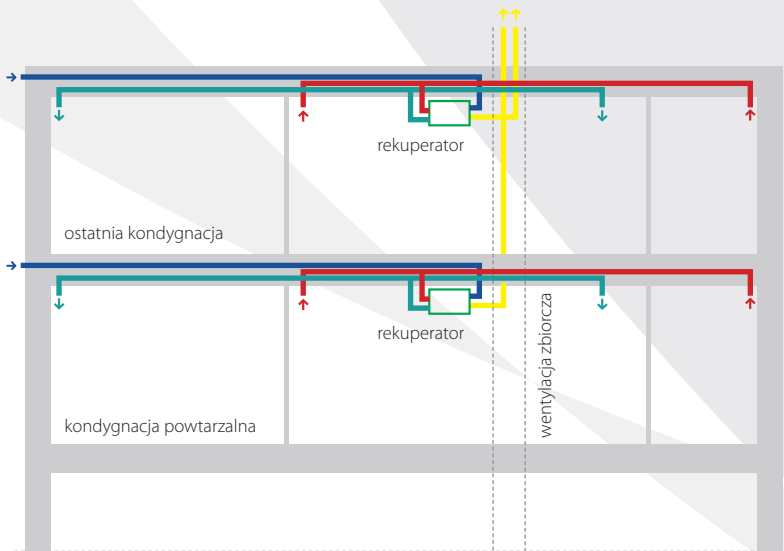 rekuperator
ostatnia kondygnacja
rekuperator
wentylacja zbiorcza
kondygnacja powtarzalna